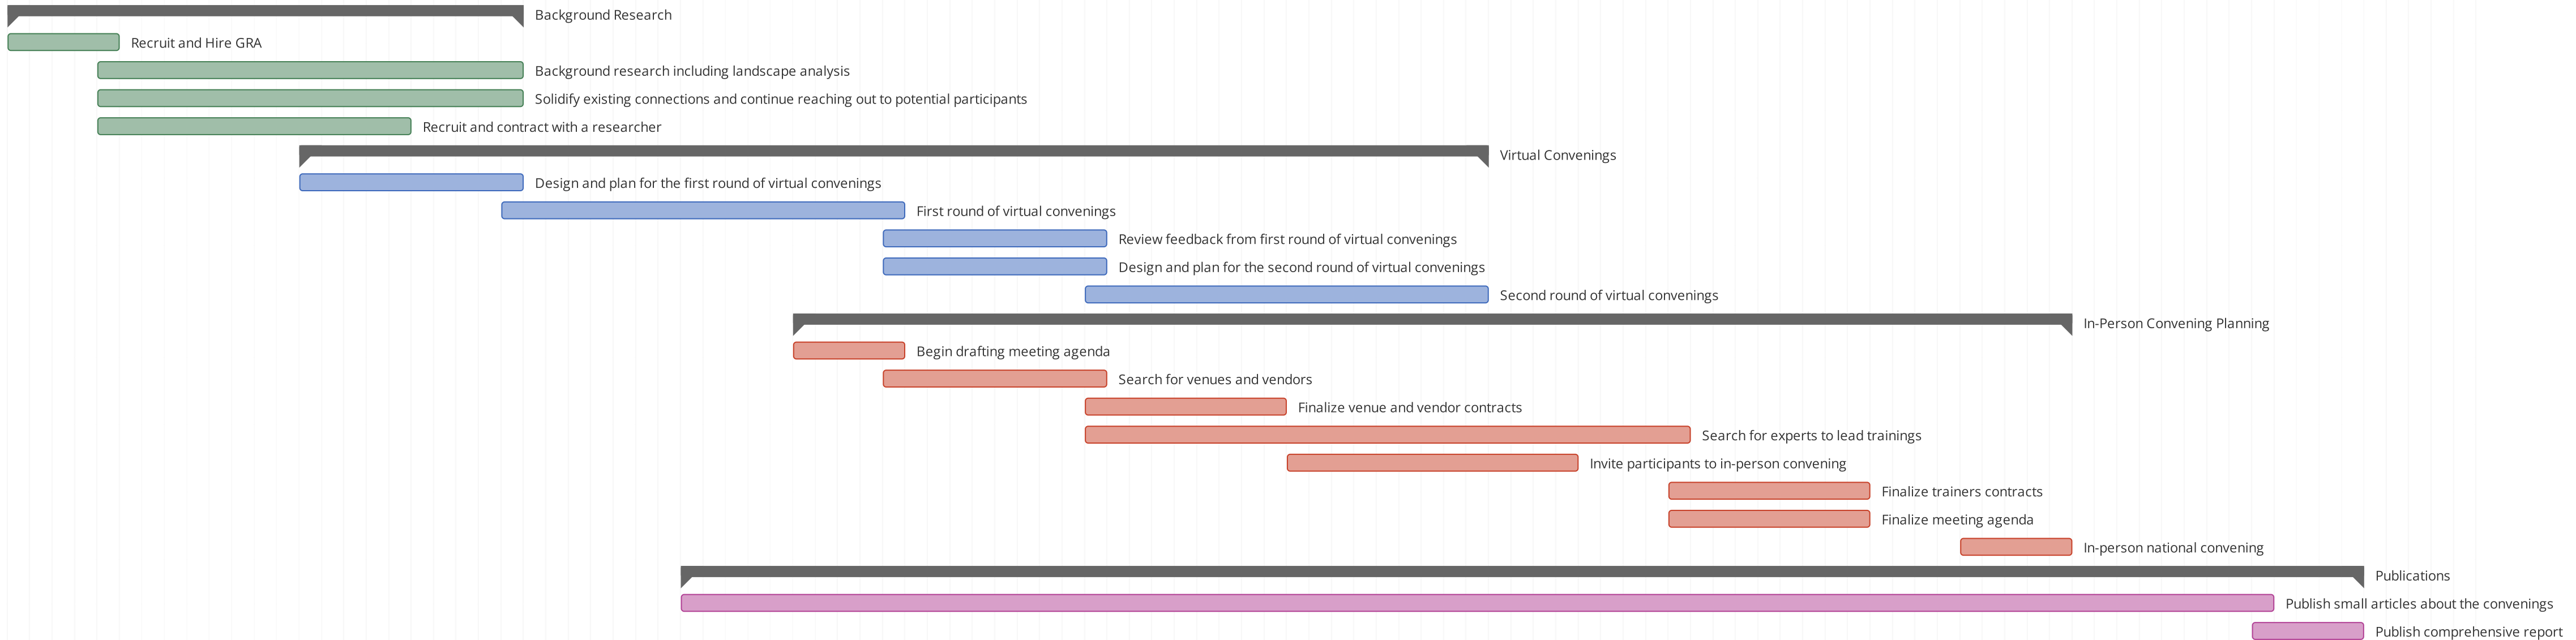 Background Research
Recruit and Hire GRA
Background research including landscape analysis
Solidify existing connections and continue reaching out to potential participants
Recruit and contract with a researcher
Virtual Convenings
Design and plan for the first round of virtual convenings
First round of virtual convenings
Review feedback from first round of virtual convenings
Design and plan for the second round of virtual convenings
Second round of virtual convenings
In-Person Convening Planning
Begin drafting meeting agenda
Search for venues and vendors
Finalize venue and vendor contracts
Search for experts to lead trainings
Invite participants to in-person convening
Finalize trainers contracts
Finalize meeting agenda
In-person national convening
Publications
Publish small articles about the convenings
Publish comprehensive report